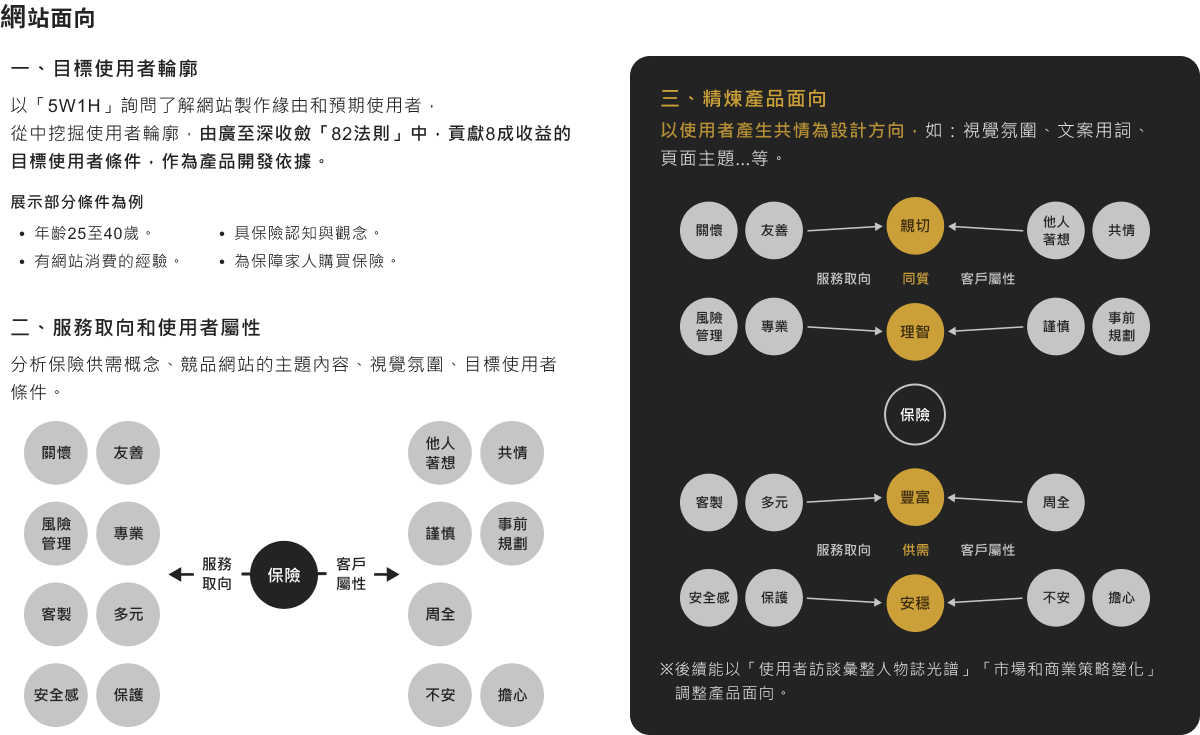 網站面向
一、目標使用者輪廓
以「5W1H」詢問了解網站製作緣由和預期使用者，
從中挖掘使用者輪廓，由廣至深收斂「82法則」中，貢獻8成收益的
目標使用者條件，作為產品開發依據。
展示部分條件為例
• 年齡25至40歲。
• 具保險認知與觀念。
• 有網站消費的經驗。
• 為保障家人購買保險。
二、服務取向和使用者屬性
分析保險供需概念、競品網站的主題內容、視覺氛圍、目標使用者
條件。
關懷
友善
他人
著想
共情
風險
管理
專業
謹慎
事前
規劃
服務
取向
保險
客戶
屬性
客製
多元
周全
安全感
保護
不安
擔心
三、精煉產品面向
以使用者產生共情為設計方向，如：視覺氛圍、文案用詞、
頁面主題...等。
關懷
友善
親切
他人
著想
共情
服務取向
同質
客戶屬性
風險
管理
專業
理智
謹慎
事前
規劃
保險
客製
多元
豐富
周全
服務取向
供需
客戶屬性
安全感
保護
安穩
不安
擔心
※後續能以「使用者訪談彙整人物誌光譜」「市場和商業策略變化」
調整產品面向。